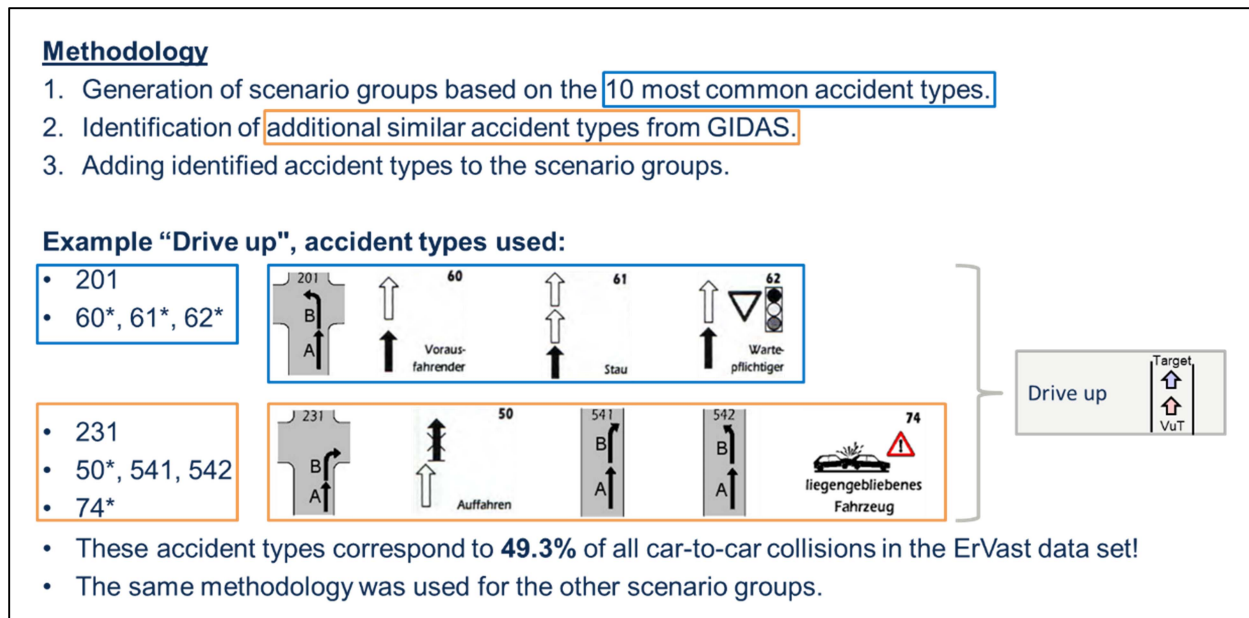 Methodology
1. Generation of scenario groups based on the 10 most common accident types.
2. Identification of additional similar accident types from GIDAS.
3. Adding identified accident types to the scenario groups.
Example “Drive up", accident types used:
• 201
• 60*, 61*, 62*
201
B
A
60
Voraus-
fahrender
61
Stau
62
Warte-
pflichtiger
• 231
• 50*, 541, 542
• 74*
231
B
A
50
Auffahren
541
B
A
542
B
A
74
liegengebliebenes
Fahrzeug
Drive up
Target
VuT
• These accident types correspond to 49.3% of all car-to-car collisions in the ErVast data set!
• The same methodology was used for the other scenario groups.